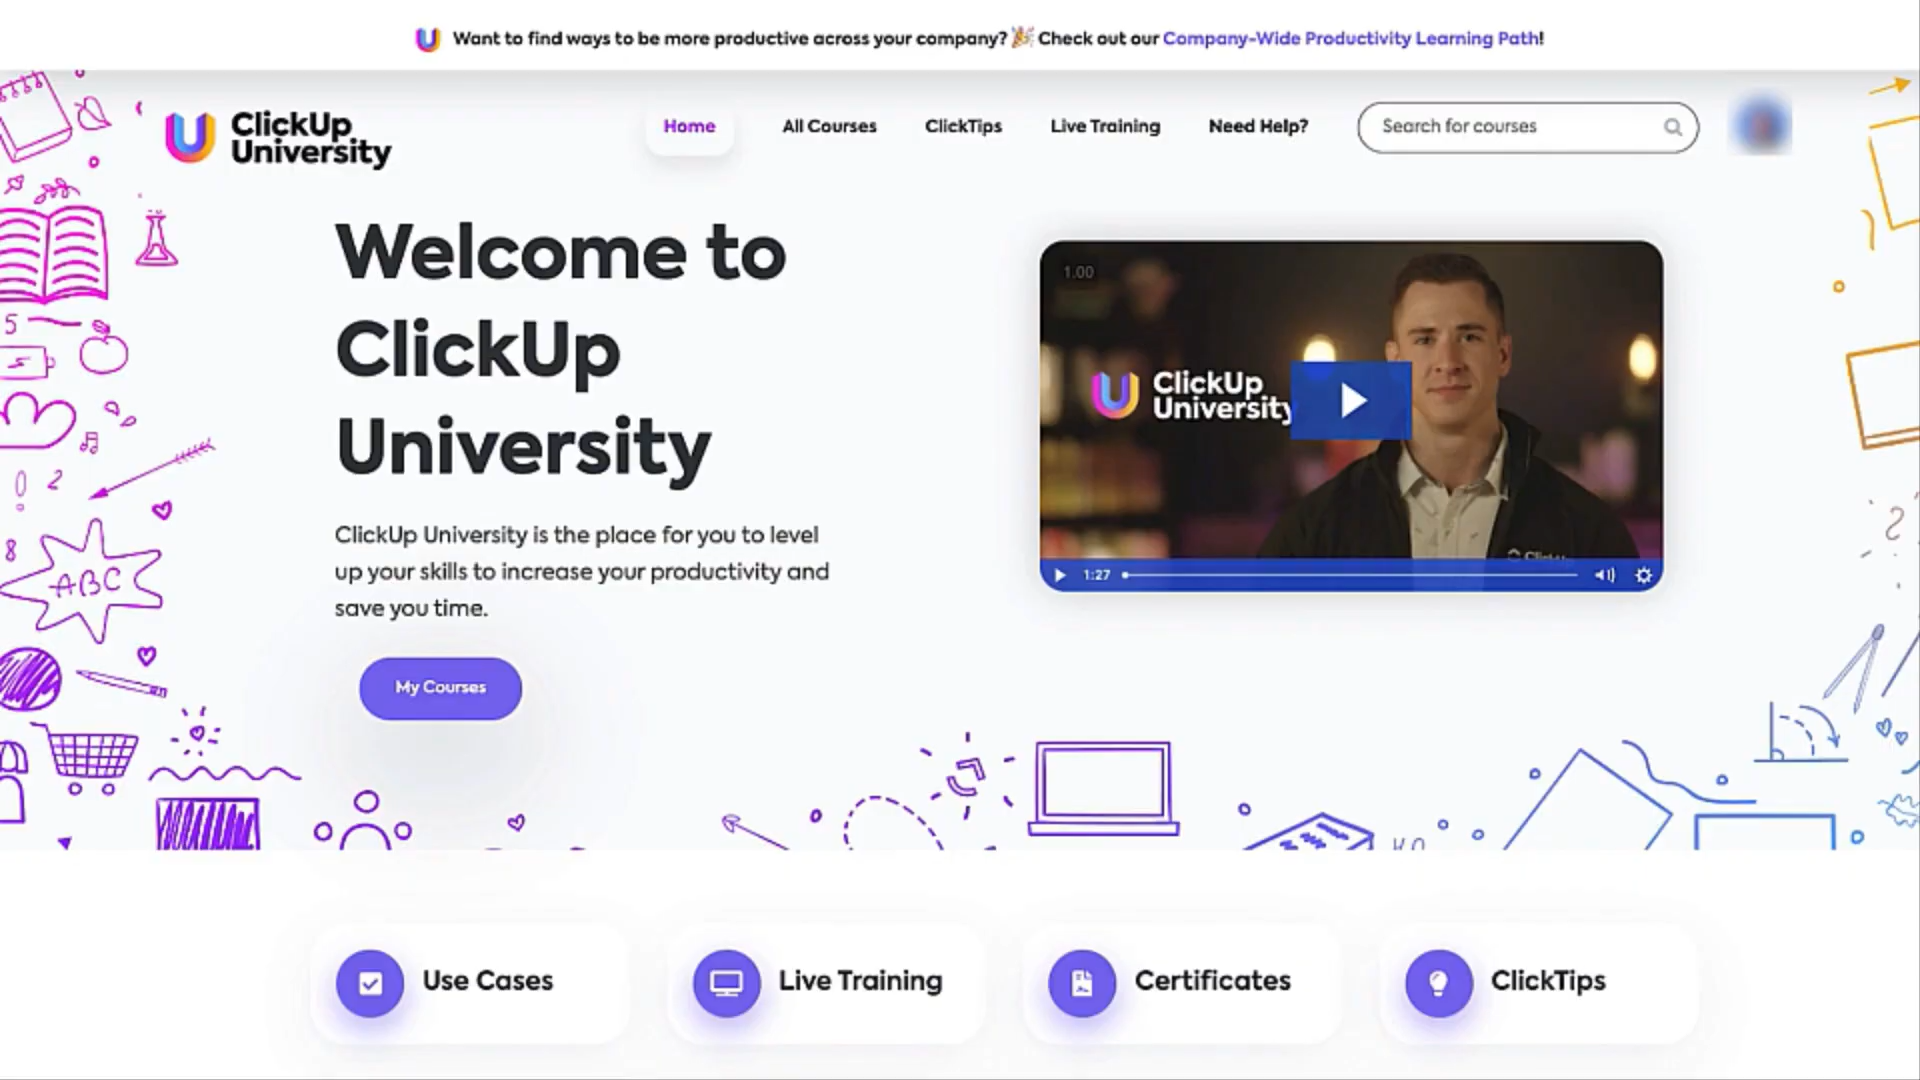 Want to find ways to be more productive across your company? 🎉 Check out our Company-Wide Productivity Learning Path!
ClickUp
University
Home
All Courses
ClickTips
Live Training
Need Help?
Search for courses
Welcome to
ClickUp
University
ClickUp University is the place for you to level
up your skills to increase your productivity and
save you time.
My Courses
1.00
ClickUp
University
1:27
5
2
8
ABC
Use Cases
Live Training
Certificates
ClickTips